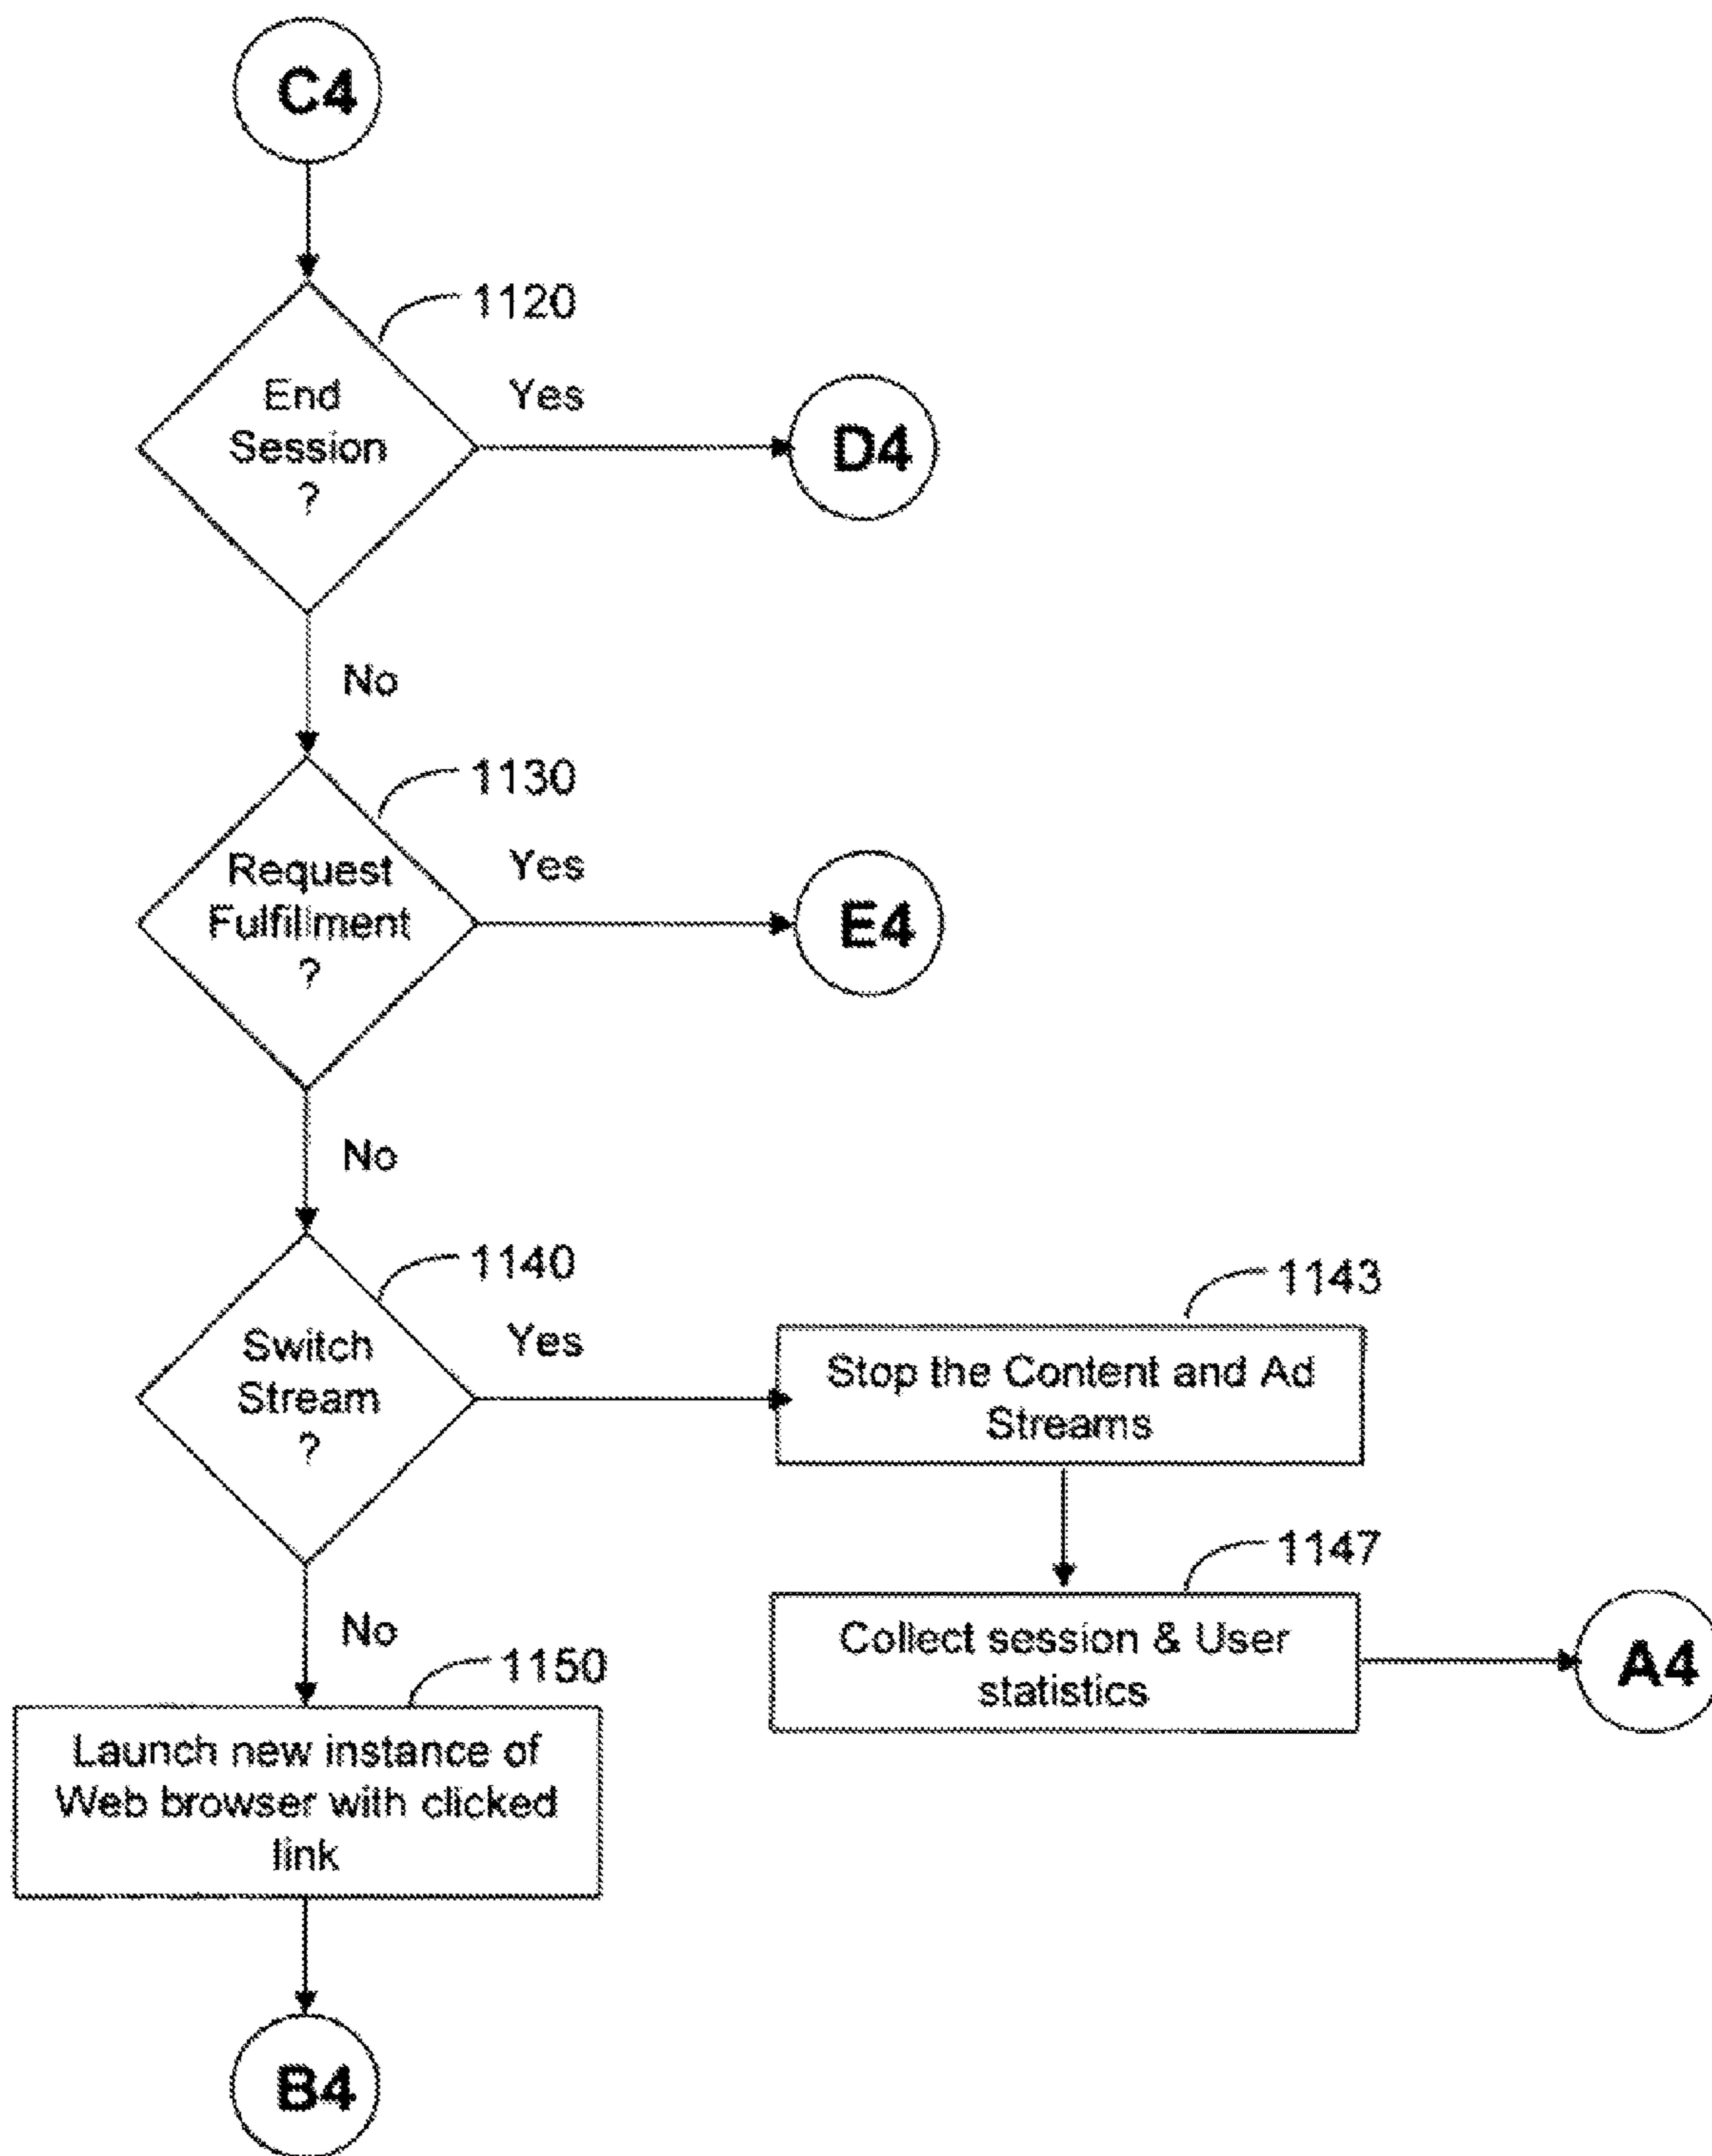 C4
1120
End
Session
?
Yes
D4
No
1130
Request
Fulfillment
?
Yes
E4
No
1140
Switch
Stream
?
Yes
1143
Stop the Content and Ad
Streams
No
1147
Collect session & User
statistics
A4
1150
Launch new instance of
Web browser with clicked
link
B4